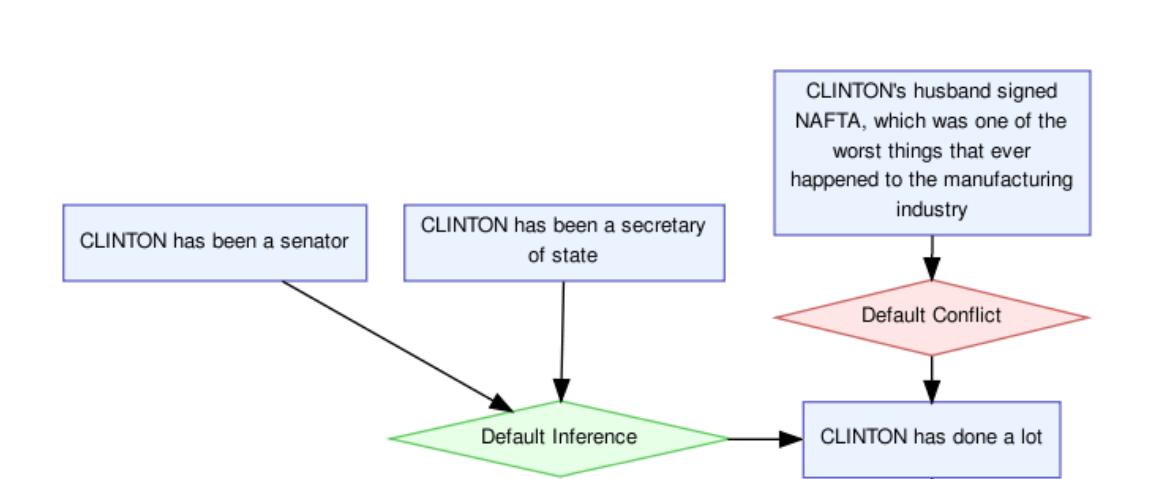 CLINTON's husband signed
NAFTA, which was one of the
worst things that ever
happened to the manufacturing
industry
CLINTON has been a senator
CLINTON has been a secretary
of state
Default Conflict
Default Inference
CLINTON has done a lot